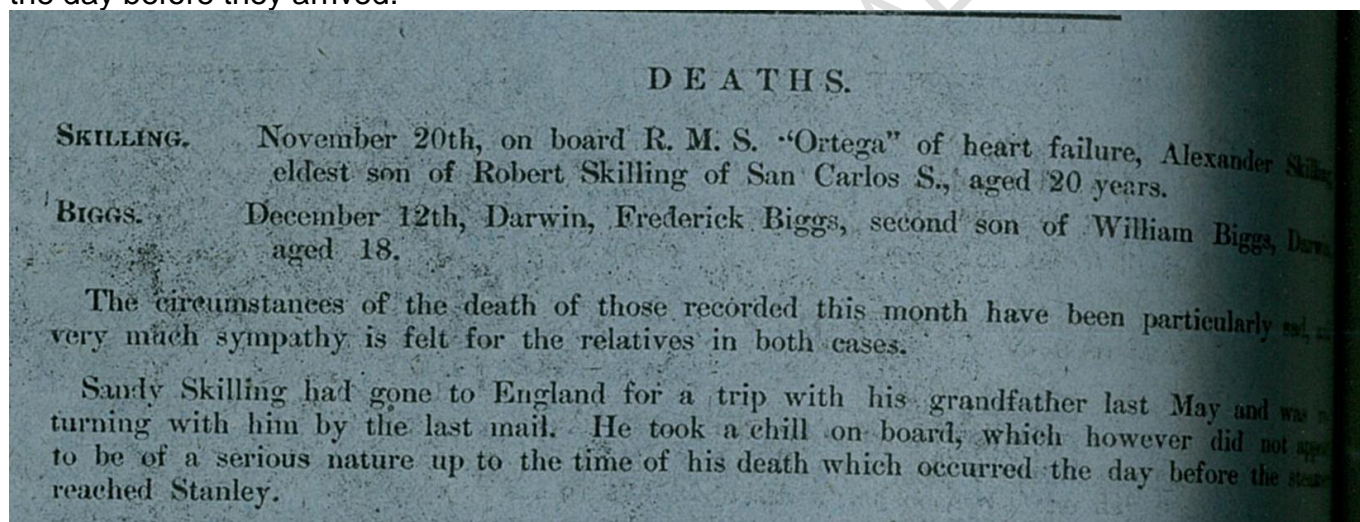 the day before they arrived.
DEATHS.
SKILLING. November 20th, on board R. M. S. "Ortega" of heart failure, Alexander Skilling
eldest son of Robert Skilling of San Carlos S., aged 20 years.
BIGGS. December 12th, Darwin, Frederick Biggs, second son of William Biggs, Darwin
aged 18.
The circumstances of the death of those recorded this month have been particularly sad,
very much sympathy is felt for the relatives in both cases.
Sandy Skilling had gone to England for a trip with his grandfather last May and was
turning with him by the last mail. He took a chill on board, which however did not
to be of a serious nature up to the time of his death which occurred the day before the
reached Stanley.